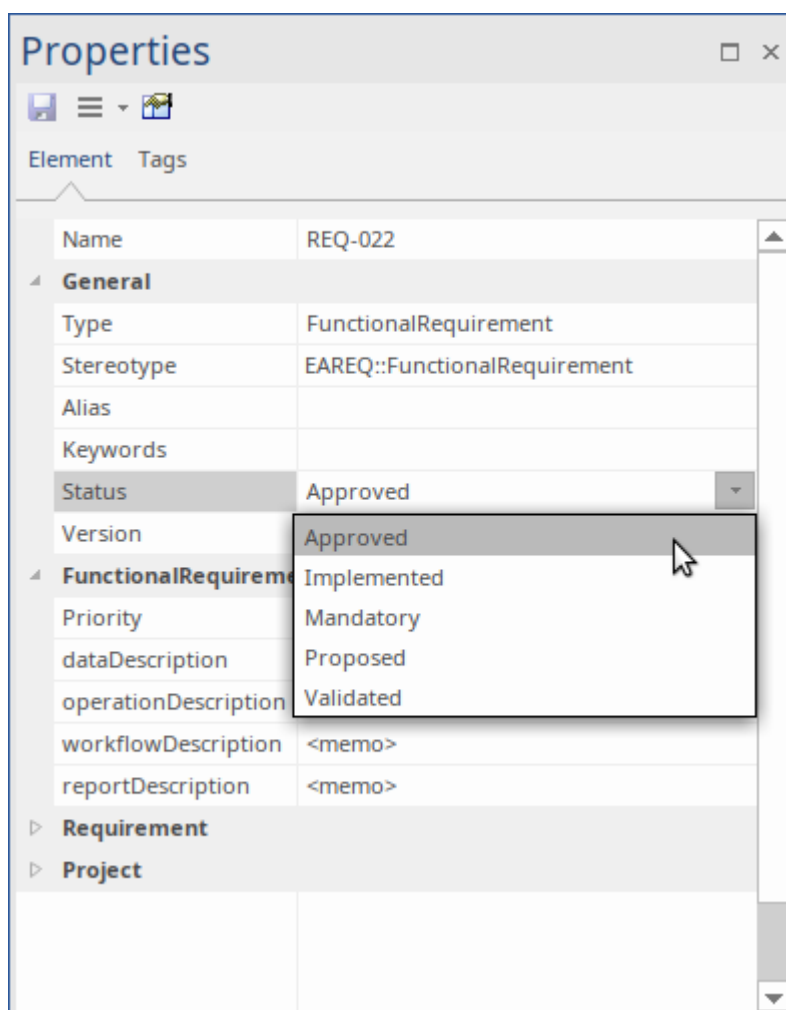 Properties
Element Tags
Name REQ-022
General
Type FunctionalRequirement
Stereotype EAREQ::FunctionalRequirement
Alias
Keywords
Status Approved
Version Approved
FunctionalRequireme Implemented
Priority Mandatory
dataDescription Proposed
operationDescription Validated
workflowDescription <memo>
reportDescription <memo>
Requirement
Project